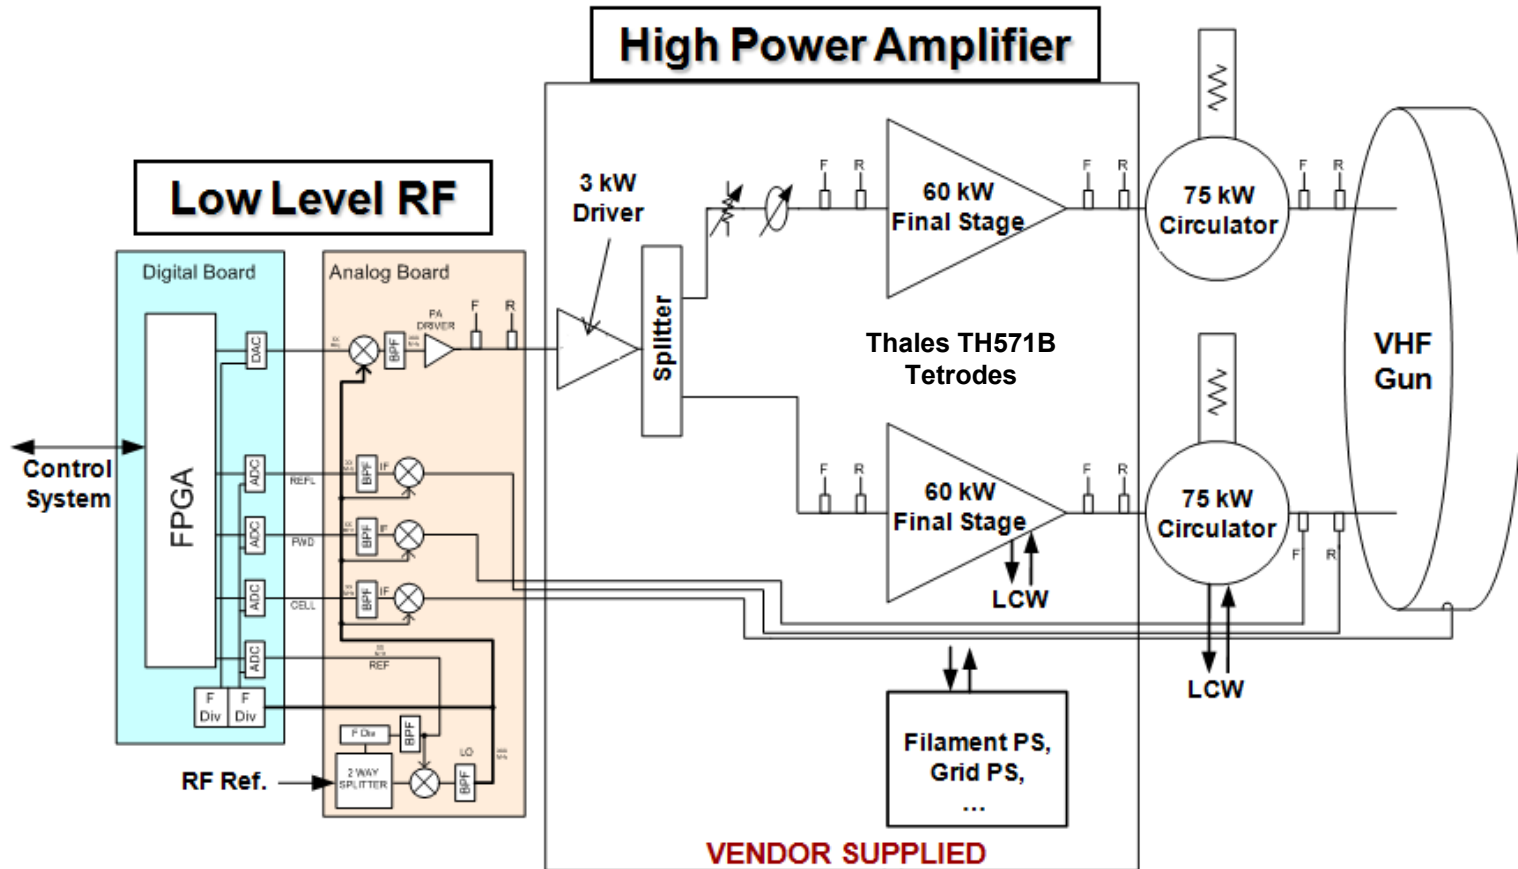 High Power Amplifier
Low Level RF
3 kW
Driver
Splitter
F
R
60 kW
Final Stage
F
R
75 kW
Circulator
F
R
Thales TH571B
Tetrodes
VHF
Gun
F
R
60 kW
Final Stage
F
R
75 kW
Circulator
F
R
LCW
LCW
Filament PS,
Grid PS,
...
VENDOR SUPPLIED
Digital Board
Analog Board
FPGA
Control
System
DAC
BPF
PA
DRIVER
F
R
ADC
REFL
BPF
IF
ADC
FWD
BPF
IF
ADC
CELL
BPF
IF
ADC
REF
F
Div
F
Div
F Div
BPF
2 WAY
SPLITTER
LO
BPF
RF Ref.